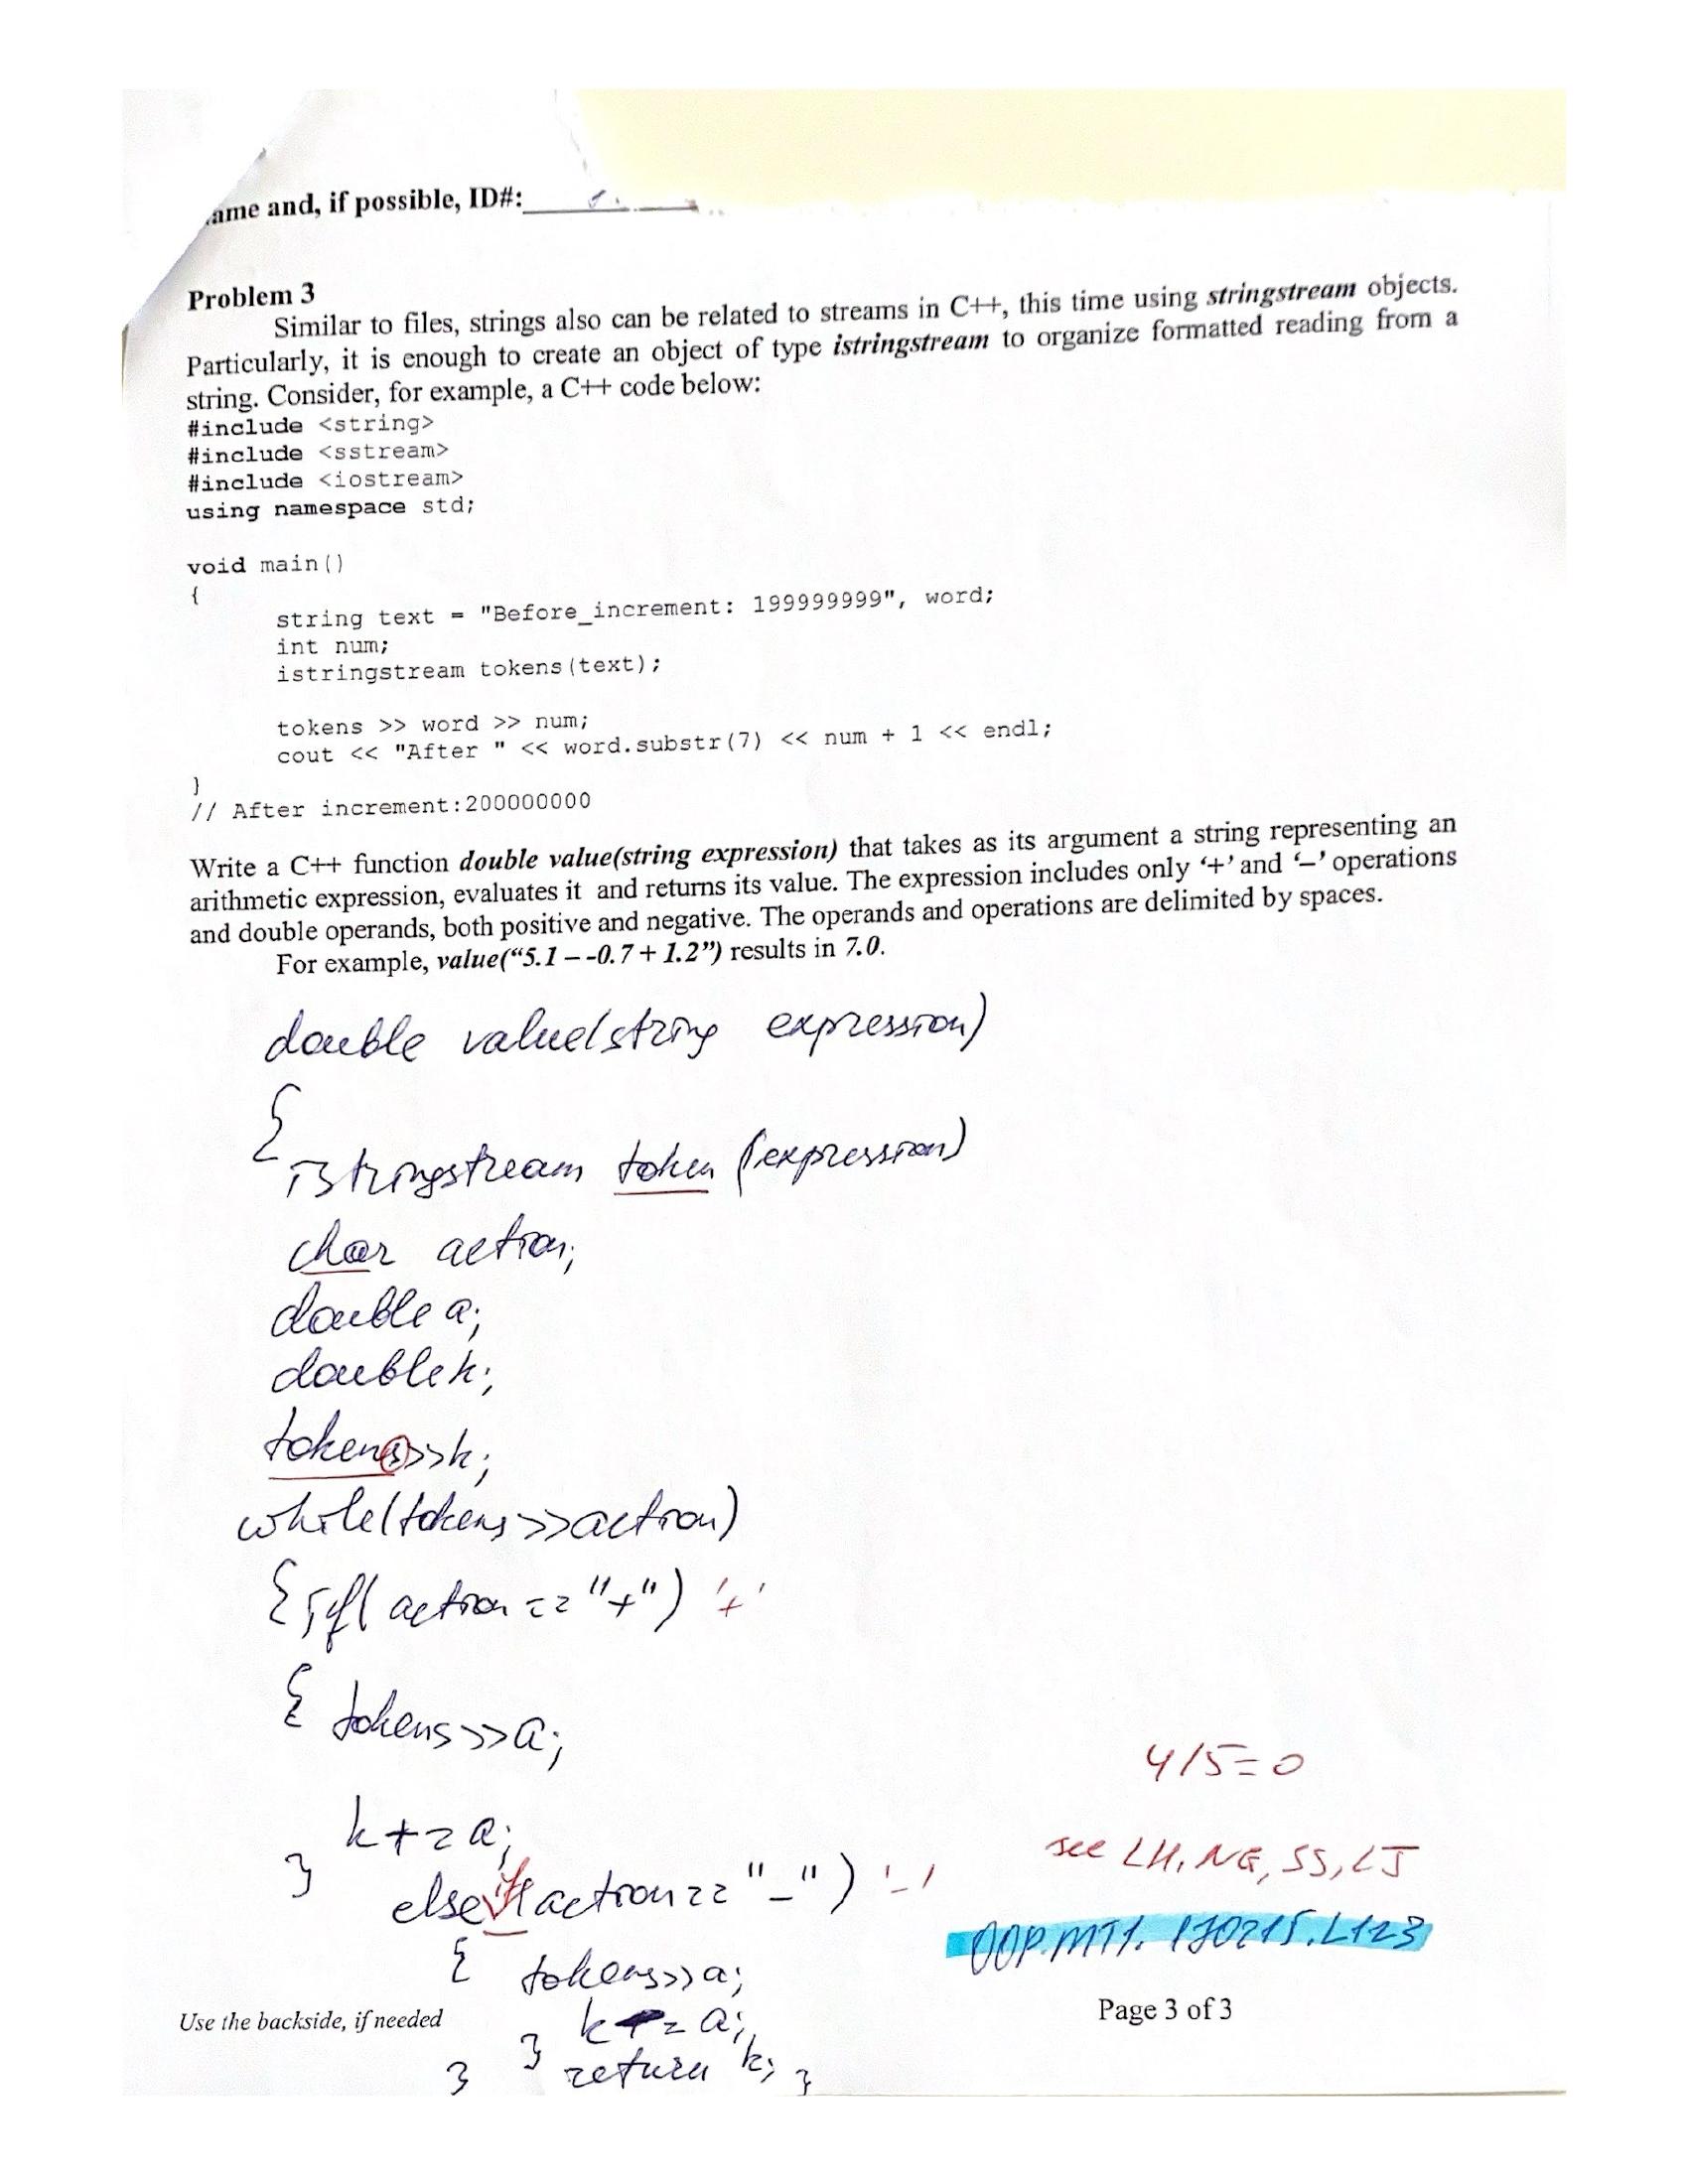 ame and, if possible, ID#:
Problem 3
Similar to files, strings also can be related to streams in C++, this time using stringstream objects.
Particularly, it is enough to create an object of type istringstream to organize formatted reading from a
string. Consider, for example, a C++ code below:
#include <string>
#include <sstream>
#include <iostream>
using namespace std;
void main()
{
string text = "Before_increment: 199999999", word;
int num;
istringstream tokens(text);
tokens >> word >> num;
cout << "After " << word.substr(7) << num + 1 << endl;
}
// After increment:200000000
Write a C++ function double value(string expression) that takes as its argument a string representing an
arithmetic expression, evaluates it and returns its value. The expression includes only ‘+’ and ‘–’ operations
and double operands, both positive and negative. The operands and operations are delimited by spaces.
For example, value(“5.1 – -0.7 + 1.2”) results in 7.0.
double value(string expression)
{
istringstream token (expression)
char action;
double a;
double k;
tokens>>k;
while(tokens>>action)
{if(action=="+") '+'
{ tokens>>a;
k+=a;
}
else if(action=="-") '-'
{ tokens>>a;
k-=a;
}
} return k; }
4/5=0
see LH, NG, SS, LJ
OOP.MT1.170215.L123
Use the backside, if needed
Page 3 of 3